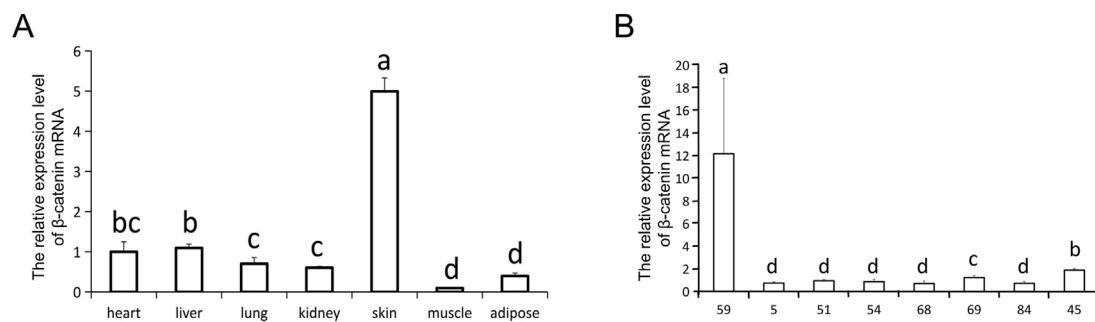 A
The relative expression level
of β-catenin mRNA
6
5
4
3
2
1
0
bc
b
c
c
a
d
d
heart
liver
lung
kidney
skin
muscle
adipose
B
The relative expression level
of β-catenin mRNA
20
18
16
14
12
10
8
6
4
2
0
a
d
d
d
d
c
d
b
59
5
51
54
68
69
84
45